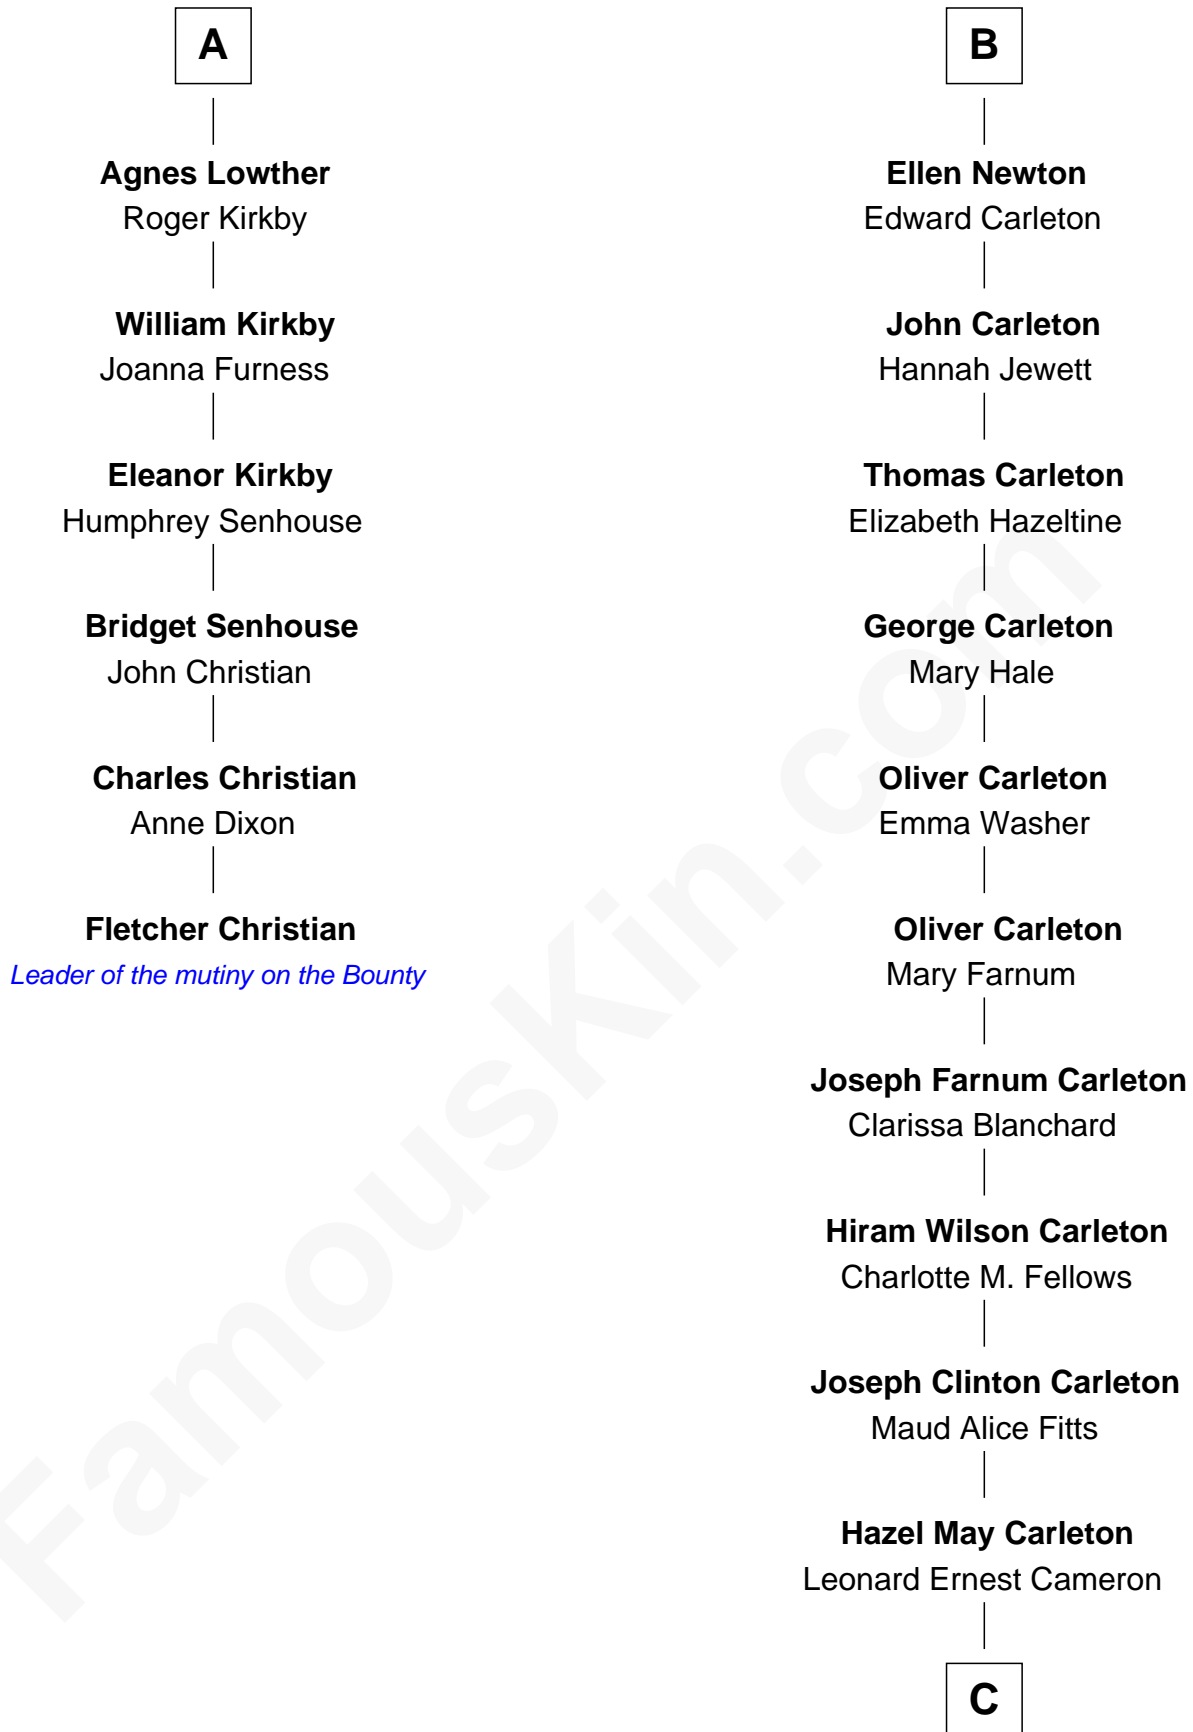 A
Agnes Lowther
Roger Kirkby
William Kirkby
Joanna Furness
Eleanor Kirkby
Humphrey Senhouse
Bridget Senhouse
John Christian
Charles Christian
Anne Dixon
Fletcher Christian
Leader of the mutiny on the Bounty
B
Ellen Newton
Edward Carleton
John Carleton
Hannah Jewett
Thomas Carleton
Elizabeth Hazeltine
George Carleton
Mary Hale
Oliver Carleton
Emma Washer
Oliver Carleton
Mary Farnum
Joseph Farnum Carleton
Clarissa Blanchard
Hiram Wilson Carleton
Charlotte M. Fellows
Joseph Clinton Carleton
Maud Alice Fitts
Hazel May Carleton
Leonard Ernest Cameron
C
FamousKin.com